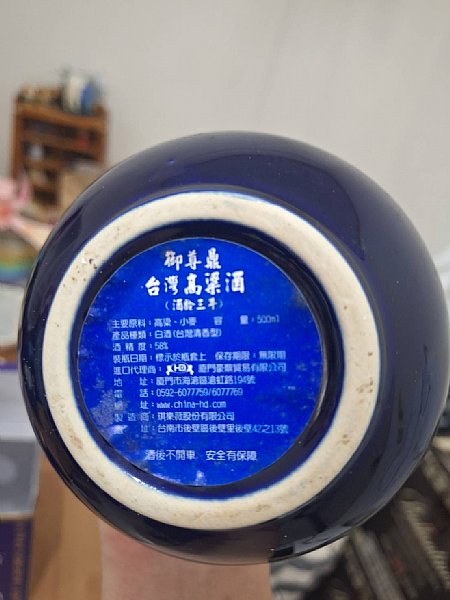 御尊鼎
台灣高粱酒
(酒齡三年)
主要原料：高粱、小麥 容量：500ml
產品種類：白酒(台灣清香型)
酒精度：58%
裝瓶日期：標示於瓶套上 保存期限：無限期
進口代理商：XHDX 廈門豪鼎貿易有限公司
地址：廈門市海滄區滄虹路194號
電話：0592-6077759/6077769
網址：www.china-hd.com
製造商：琪樂薇股份有限公司
廠址：台南市後壁區後壁里後壁42之13號
酒後不開車 安全有保障